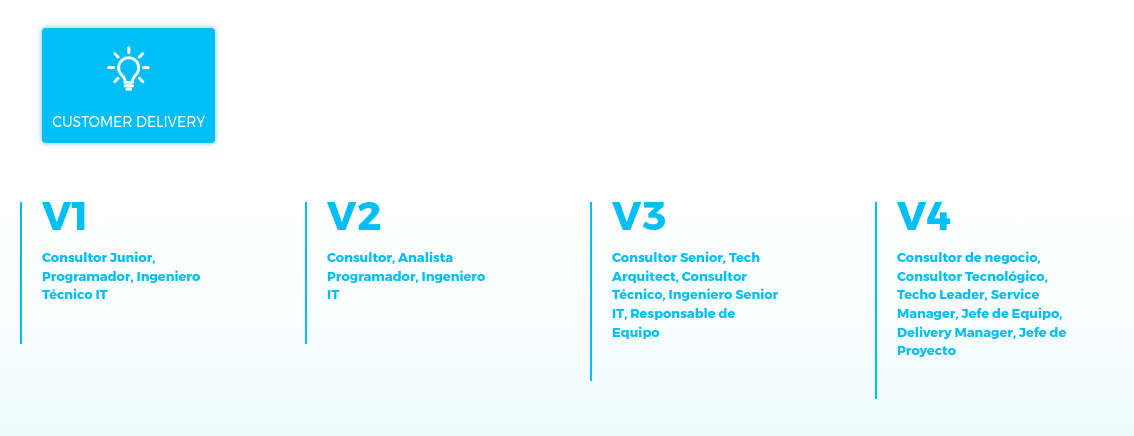 CUSTOMER DELIVERY
V1
Consultor Junior,
Programador, Ingeniero
Técnico IT
V2
Consultor, Analista
Programador, Ingeniero
IT
V3
Consultor Senior, Tech
Arquitect, Consultor
Técnico, Ingeniero Senior
IT, Responsable de
Equipo
V4
Consultor de negocio,
Consultor Tecnológico,
Techo Leader, Service
Manager, Jefe de Equipo,
Delivery Manager, Jefe de
Proyecto